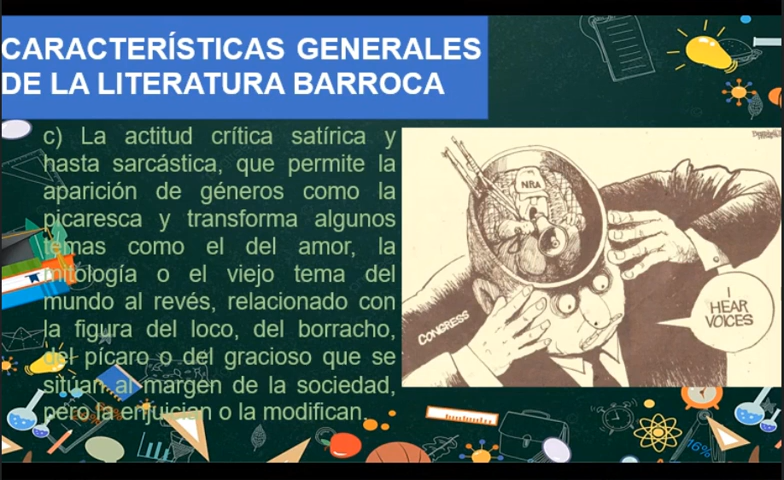 CARACTERÍSTICAS GENERALES
DE LA LITERATURA BARROCA
c) La actitud crítica satírica y
hasta sarcástica, que permite la
aparición de géneros como la
picaresca y transforma algunos
temas como el del amor, la
mitología o el viejo tema del
mundo al revés, relacionado con
la figura del loco, del borracho,
del pícaro o del gracioso que se
sitúan al margen de la sociedad,
pero la enjuician o la modifican.
NRA
CONGRESS
I
HEAR
VOICES
16%